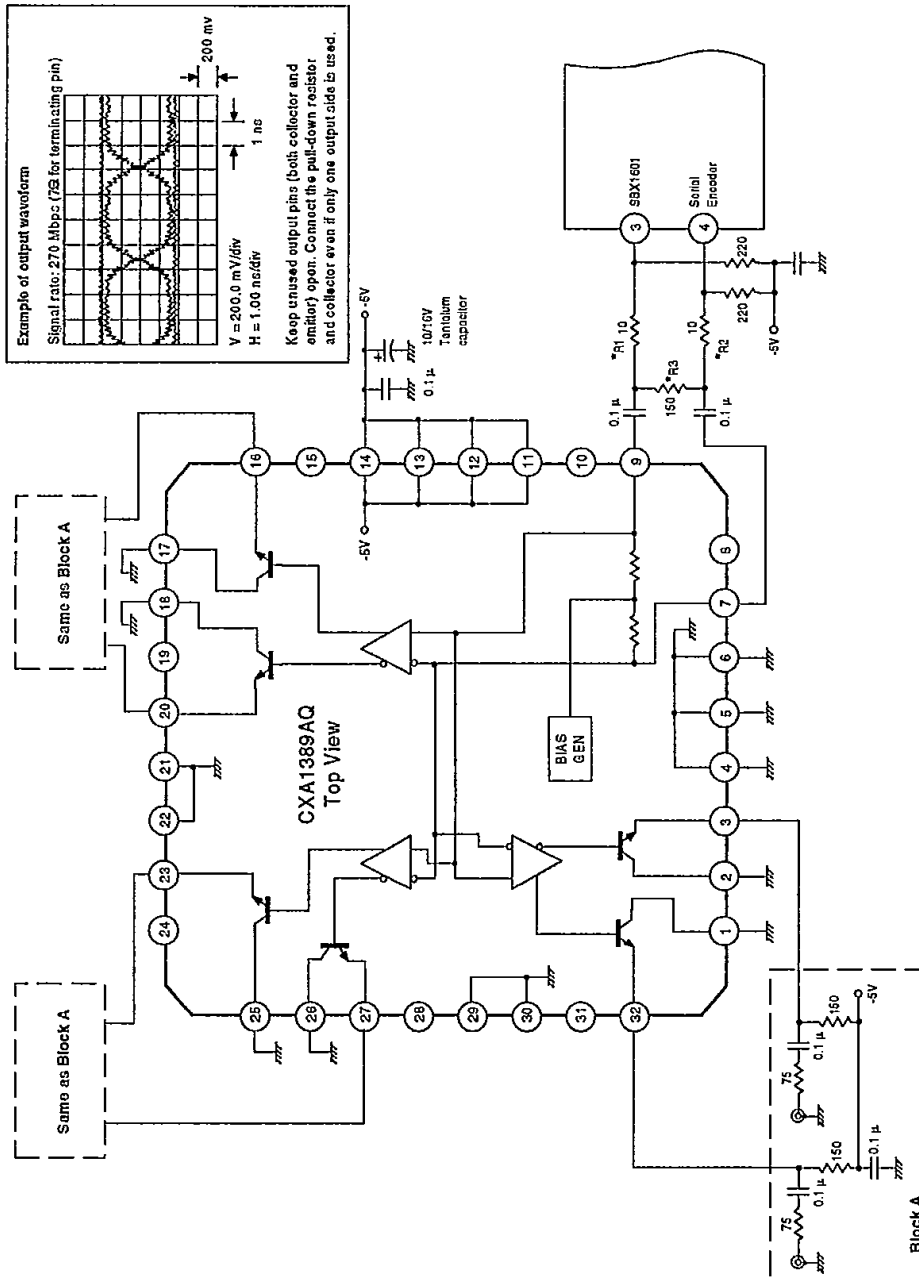 Example of output waveform
Signal rate: 270 Mbps (7Ω for terminating pin)
200 mv
1 ns
V = 200.0 mV/div
H = 1.00 ns/div
Keep unused output pins (both collector and
emitter) open. Connect the pull-down resistor
and collector even if only one output side is used.
Same as Block A
Same as Block A
24
23
22
21
20
19
18
17
25
26
27
28
29
30
31
32
16
15
14
13
12
11
10
9
1
2
3
4
5
6
7
8
CXA1389AQ
Top View
BIAS
GEN
-5V
-5V
0.1 µ
+
10/16V
Tantalum
capacitor
0.1 µ
*R1
10
150
*R3
0.1 µ
10
*R2
220
220
-5V
3
SBX1601
Serial
Encoder
4
75
0.1 µ
150
0.1 µ
75
0.1 µ
150
-5V
Block A